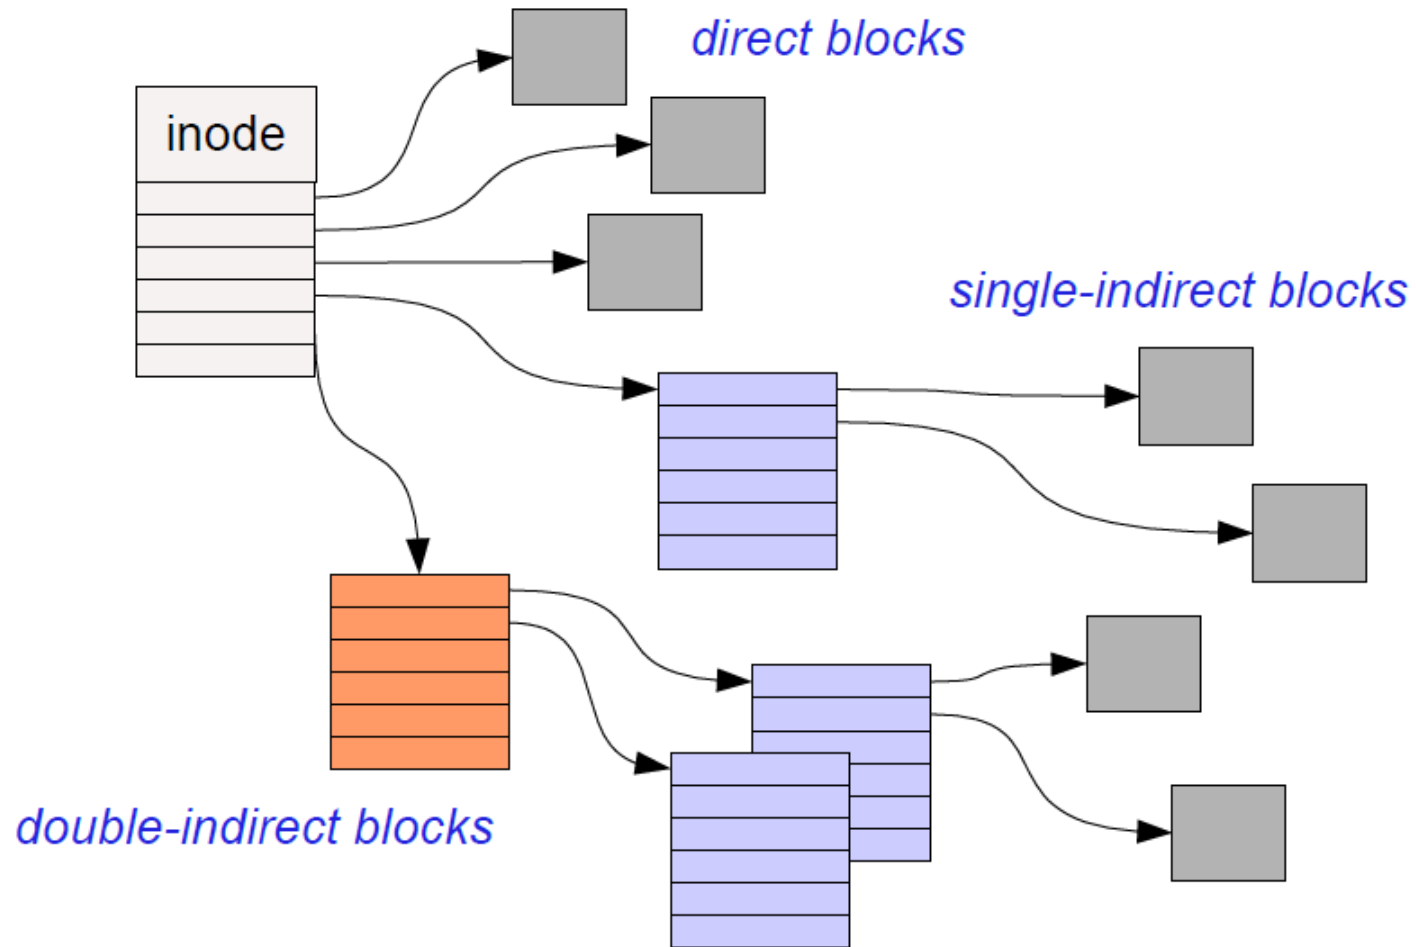 direct blocks
inode
single-indirect blocks
double-indirect blocks